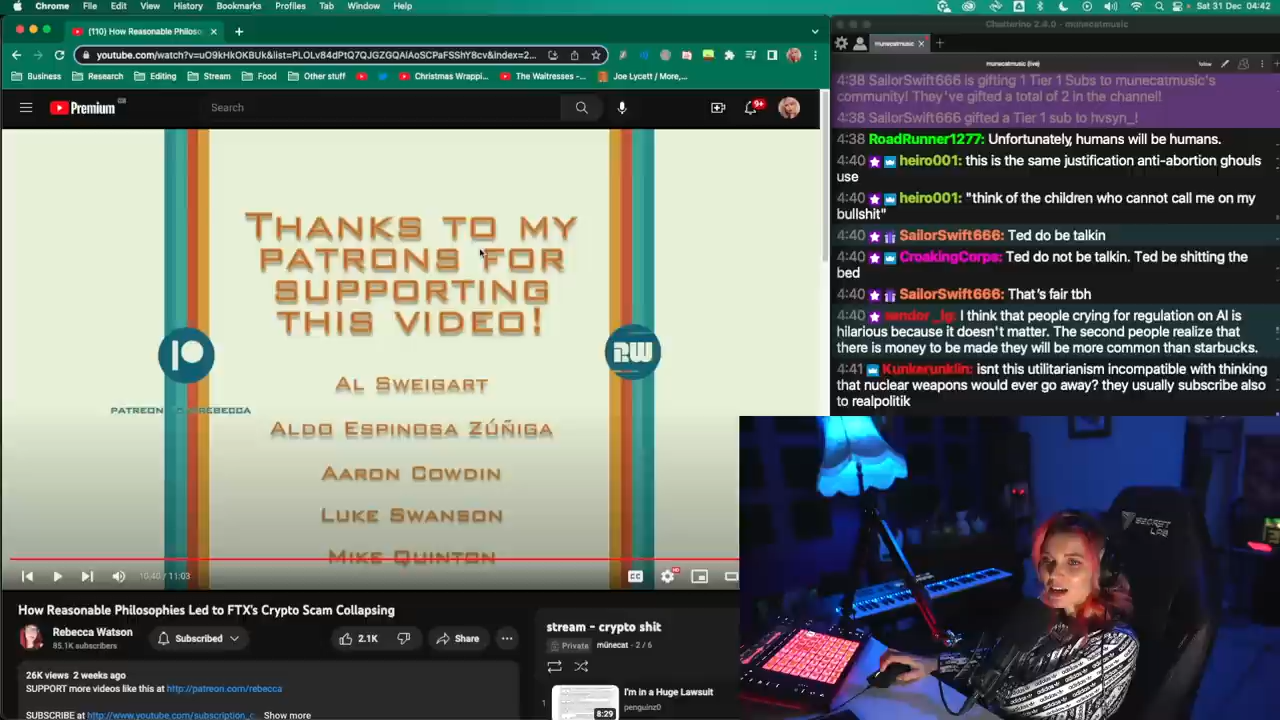 Chrome File Edit View History Bookmarks Profiles Tab Window Help
Sat 31 Dec 04:42
(110) How Reasonable Philoso
youtube.com/watch?v=uO9kHkOKBUk&list=PLOLv84dPtQ7QJGZGQAlAoSCPaFSShY8cv&index=2...
Business Research Editing Stream Food Other stuff Christmas Wrappi... The Waitresses -... Joe Lycett / More,...
Premium GB
Search
9+
THANKS TO MY
PATRONS FOR
SUPPORTING
THIS VIDEO!
RW
AL SWEIGART
ALDO ESPINOSA ZÚÑIGA
AARON COWDIN
LUKE SWANSON
MIKE QUINTON
10:40 / 11:03
CC
HD
How Reasonable Philosophies Led to FTX's Crypto Scam Collapsing
Rebecca Watson
85.1K subscribers
Subscribed
2.1K
Share
26K views 2 weeks ago
SUPPORT more videos like this at http://patreon.com/rebecca
SUBSCRIBE at http://www.youtube.com/subscription_c... Show more
stream - crypto shit
Private münecat - 2 / 6
1
8:29
I'm in a Huge Lawsuit
penguinz0
Chatterino 2.4.0 - munecatmusic
munecatmusic
munecatmusic (live)
follow
4:38 SailorSwift666 is gifting 1 Tier 1 Subs to munecatmusic's
community! They've gifted a total of 2 in the channel!
4:38 SailorSwift666 gifted a Tier 1 sub to hvsyn_!
4:38 RoadRunner1277: Unfortunately, humans will be humans.
4:40 heiro001: this is the same justification anti-abortion ghouls
use
4:40 heiro001: "think of the children who cannot call me on my
bullshit"
4:40 SailorSwift666: Ted do be talkin
4:40 CroakingCorps: Ted do not be talkin. Ted be shitting the
bed
4:40 SailorSwift666: That's fair tbh
4:40 sendor_ig: I think that people crying for regulation on AI is
hilarious because it doesn't matter. The second people realize that
there is money to be made they will be more common than starbucks.
4:41 Kunkerunklin: isnt this utilitarianism incompatible with thinking
that nuclear weapons would ever go away? they usually subscribe also
to realpolitik
SECRET
LAB